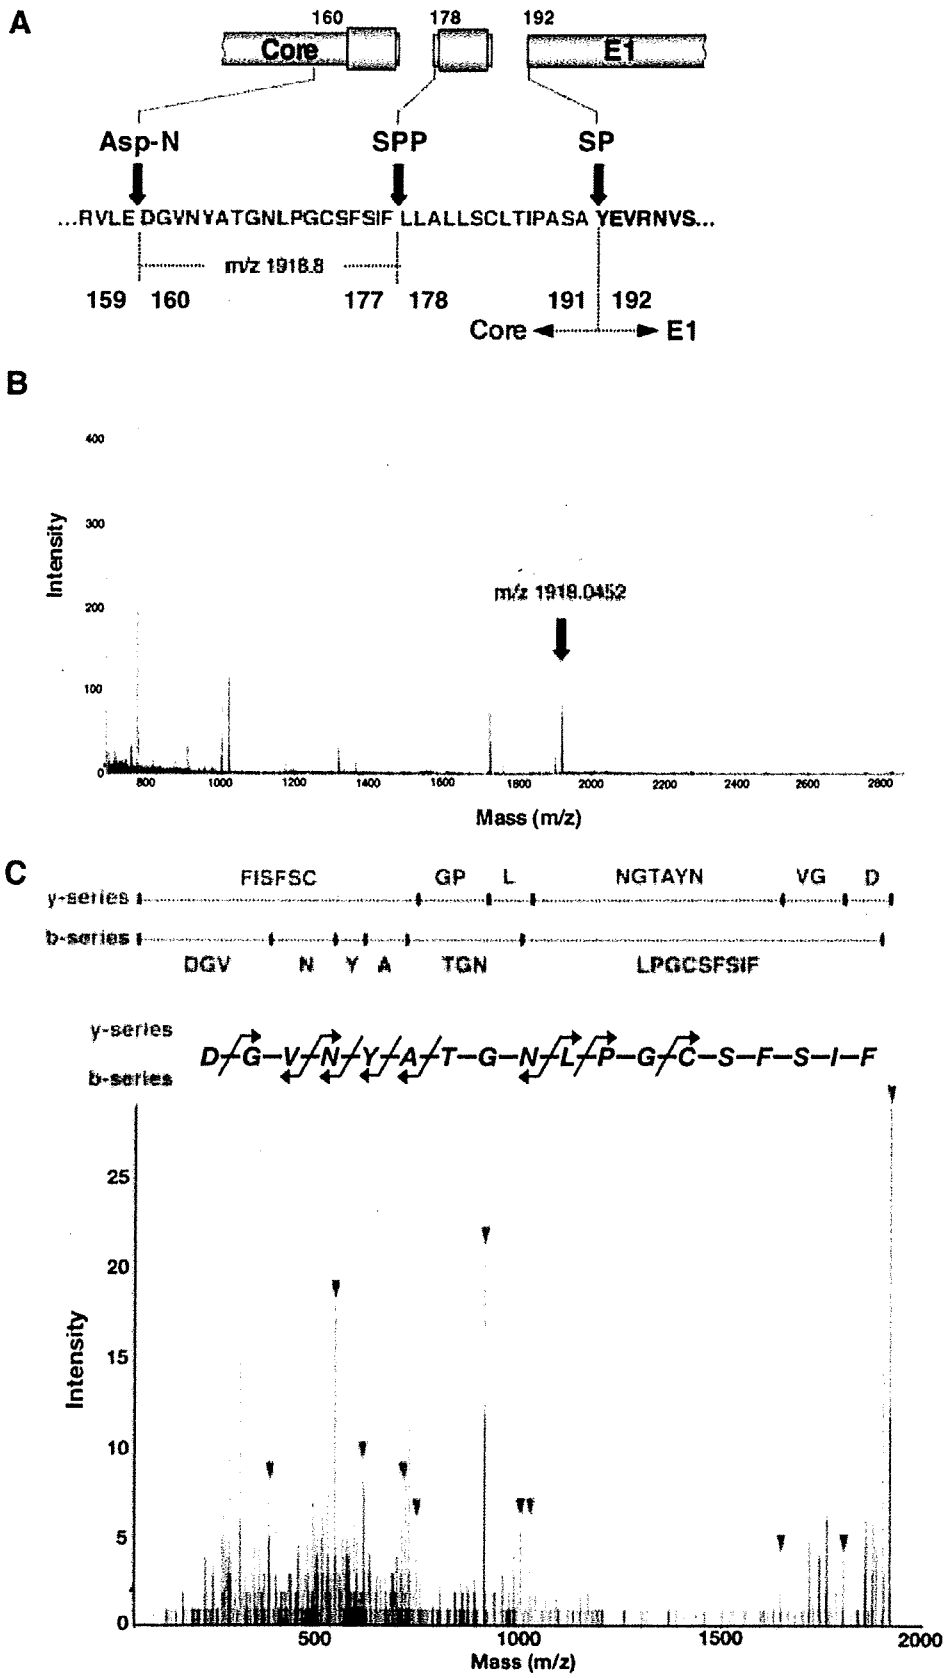 A
160 178 192
Core E1
Asp-N SPP SP
...RVLE DGVNYATGNLPGCSFSIF LLALLSCLTIPASA YEVRNVS...
m/z 1918.8
159 160 177 178 191 192
Core E1
B
400
300
200
100
0
Intensity
m/z 1918.0452
800 1000 1200 1400 1600 1800 2000 2200 2400 2600 2800
Mass (m/z)
C
FISFSC GP L NGTAYN VG D
y-series
b-series
DGV N Y A TGN LPGCSFSIF
y-series
D-G-V-N-Y-A-T-G-N-L-P-G-C-S-F-S-I-F
b-series
25
20
15
10
5
0
Intensity
500 1000 1500 2000
Mass (m/z)